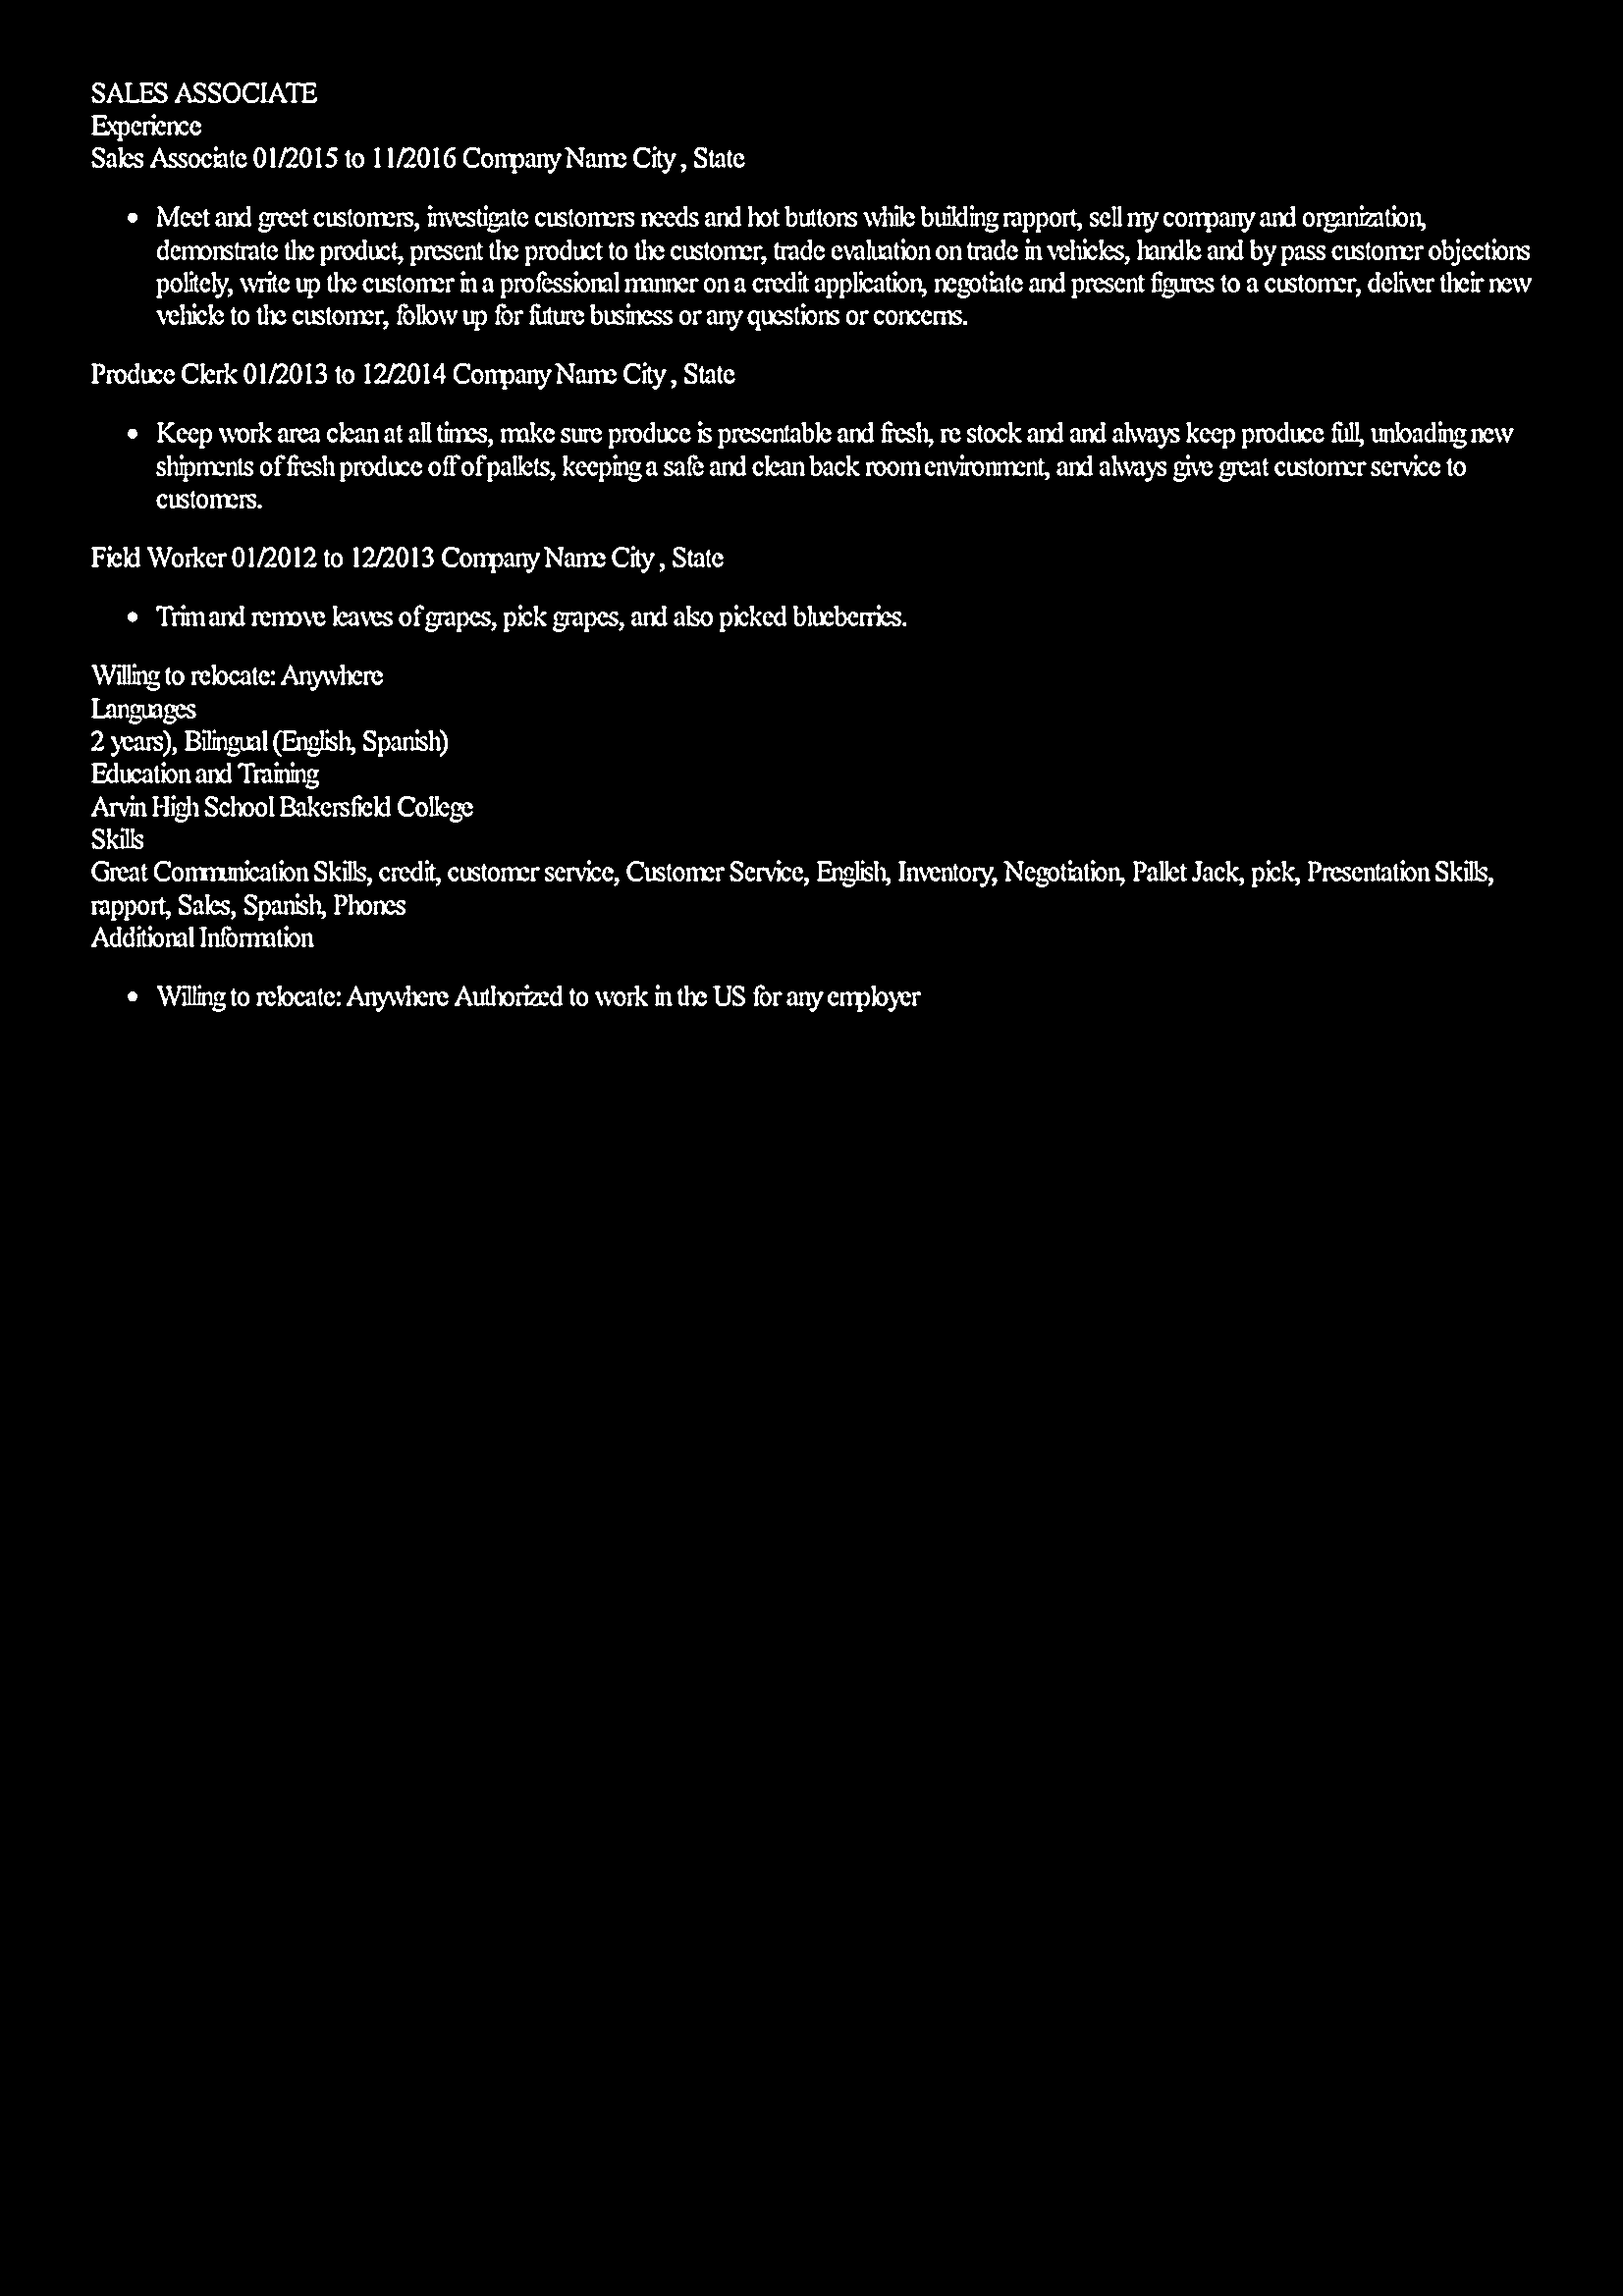 SALES ASSOCIATE
Experience
Sales Associate 01/2015 to 11/2016 Company Name City , State
• Meet and greet customers, investigate customers needs and hot buttons while building rapport, sell my company and organization,
demonstrate the product, present the product to the customer, trade evaluation on trade in vehicles, handle and by pass customer objections
politely, write up the customer in a professional manner on a credit application, negotiate and present figures to a customer, deliver their new
vehicle to the customer, follow up for future business or any questions or concerns.
Produce Clerk 01/2013 to 12/2014 Company Name City , State
• Keep work area clean at all times, make sure produce is presentable and fresh, re stock and and always keep produce full, unloading new
shipments of fresh produce off of pallets, keeping a safe and clean back room environment, and always give great customer service to
customers.
Field Worker 01/2012 to 12/2013 Company Name City , State
• Trim and remove leaves of grapes, pick grapes, and also picked blueberries.
Willing to relocate: Anywhere
Languages
2 years), Bilingual (English, Spanish)
Education and Training
Arvin High School Bakersfield College
Skills
Great Communication Skills, credit, customer service, Customer Service, English, Inventory, Negotiation, Pallet Jack, pick, Presentation Skills,
rapport, Sales, Spanish, Phones
Additional Information
• Willing to relocate: Anywhere Authorized to work in the US for any employer